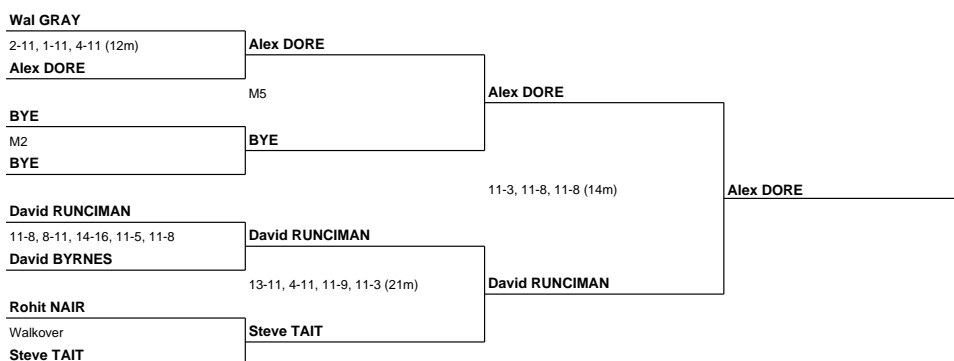 Wal GRAY
2-11, 1-11, 4-11 (12m)
Alex DORE
Alex DORE
M5
Alex DORE
BYE
M2
BYE
BYE
11-3, 11-8, 11-8 (14m)
Alex DORE
David RUNCIMAN
11-8, 8-11, 14-16, 11-5, 11-8
David BYRNES
David RUNCIMAN
13-11, 4-11, 11-9, 11-3 (21m)
David RUNCIMAN
Rohit NAIR
Walkover
Steve TAIT
Steve TAIT